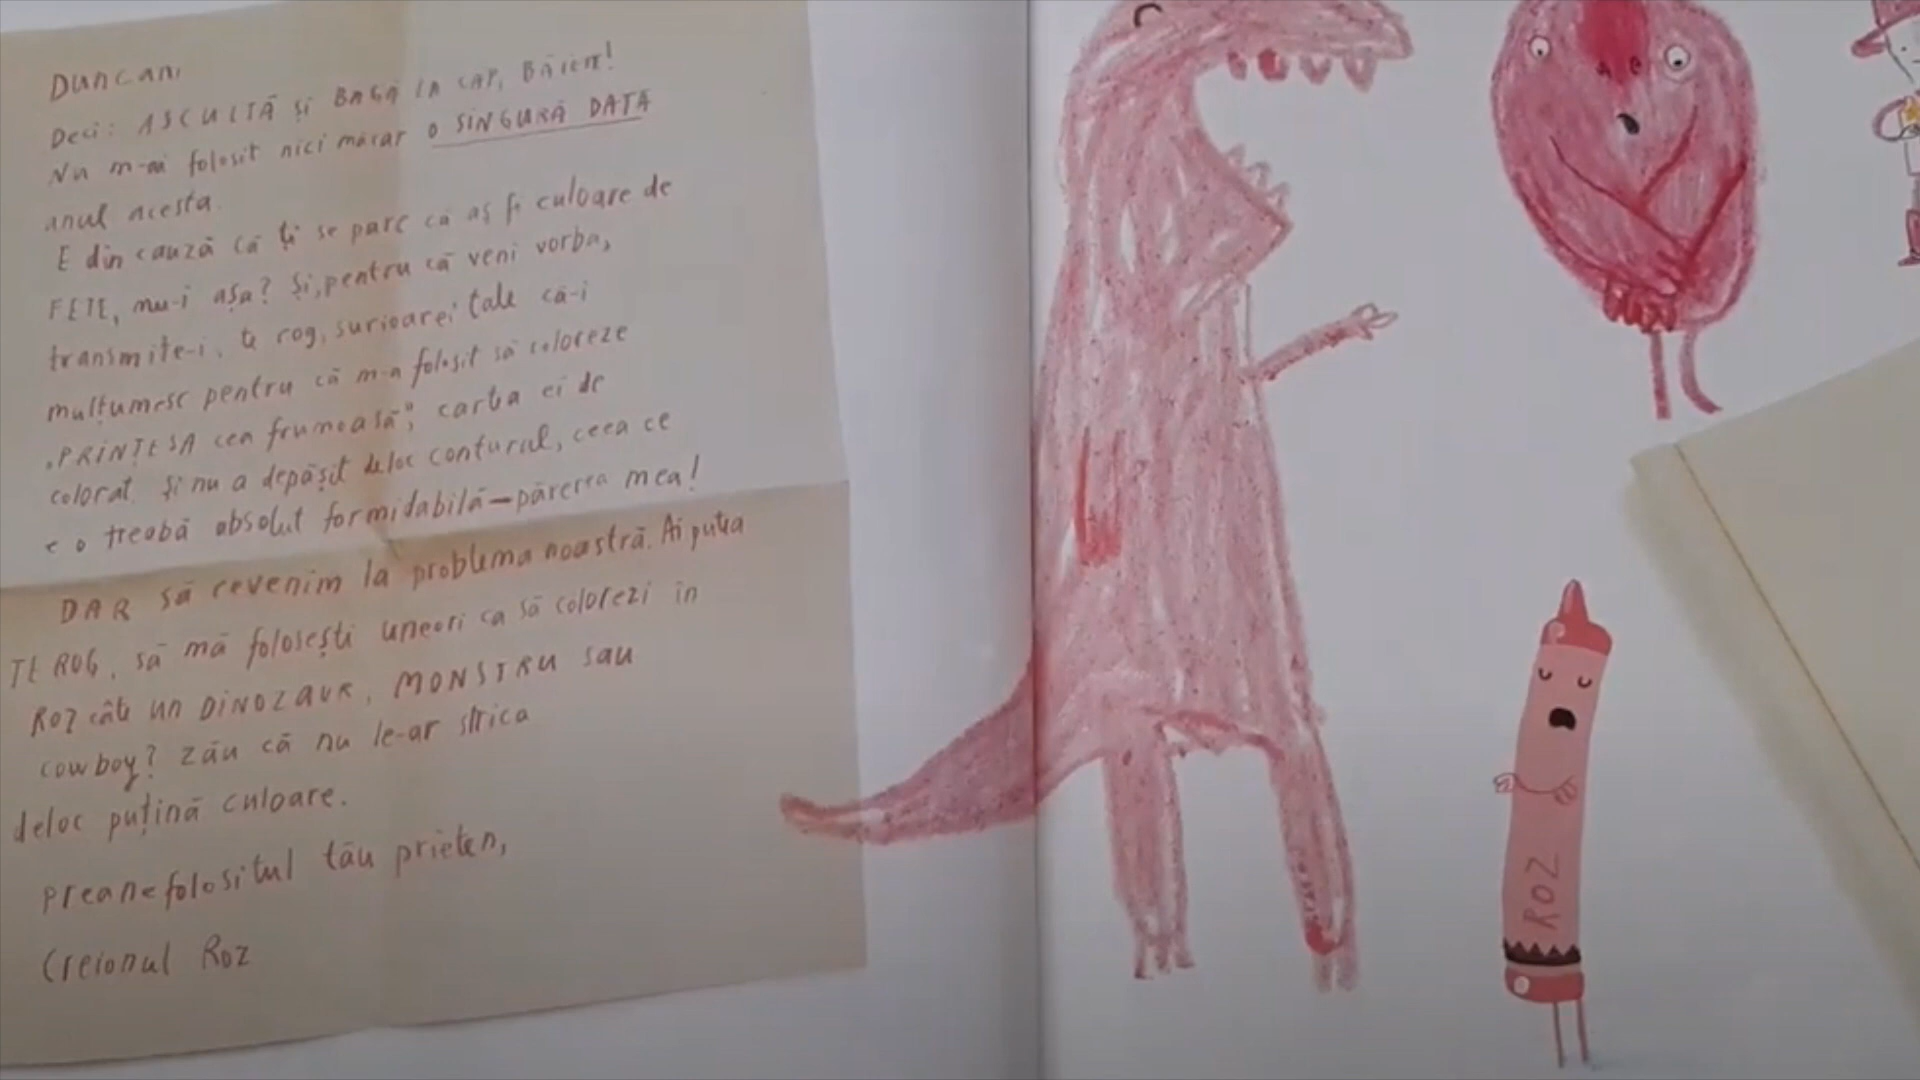 Duncan,
Deci: ASCULTĂ și BAGĂ LA CAP, BĂIETE!
Nu m-ai folosit nici măcar O SINGURĂ DATĂ
anul acesta.
E din cauză că ți se pare că aș fi culoare de
FETE, nu-i așa? Și, pentru că veni vorba,
transmite-i, te rog, surioarei tale că-i
mulțumesc pentru că m-a folosit să coloreze
„PRINȚESA cea frumoasă”, cartea ei de
colorat. Și nu a depășit deloc conturul, ceea ce
e o treabă absolut formidabilă — părerea mea!
DAR să revenim la problema noastră. Ai putea
TE ROG, să mă folosești uneori ca să colorezi în
ROZ câte un DINOZAUR, MONSTRU sau
cowboy? Zău că nu le-ar strica
deloc puțină culoare.
Preanefolositul tău prieten,
Creionul Roz
ROZ